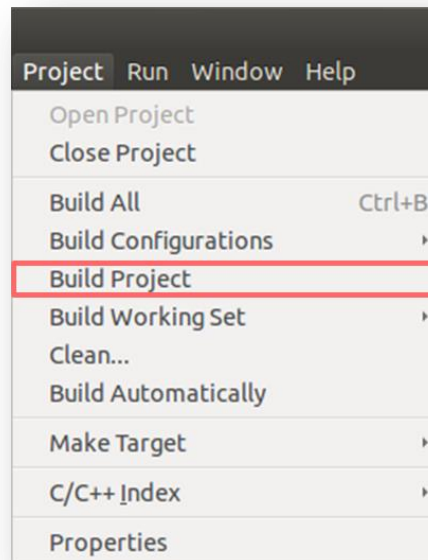 Project Run Window Help
Open Project
Close Project
Build All Ctrl+B
Build Configurations
Build Project
Build Working Set
Clean...
Build Automatically
Make Target
C/C++ Index
Properties